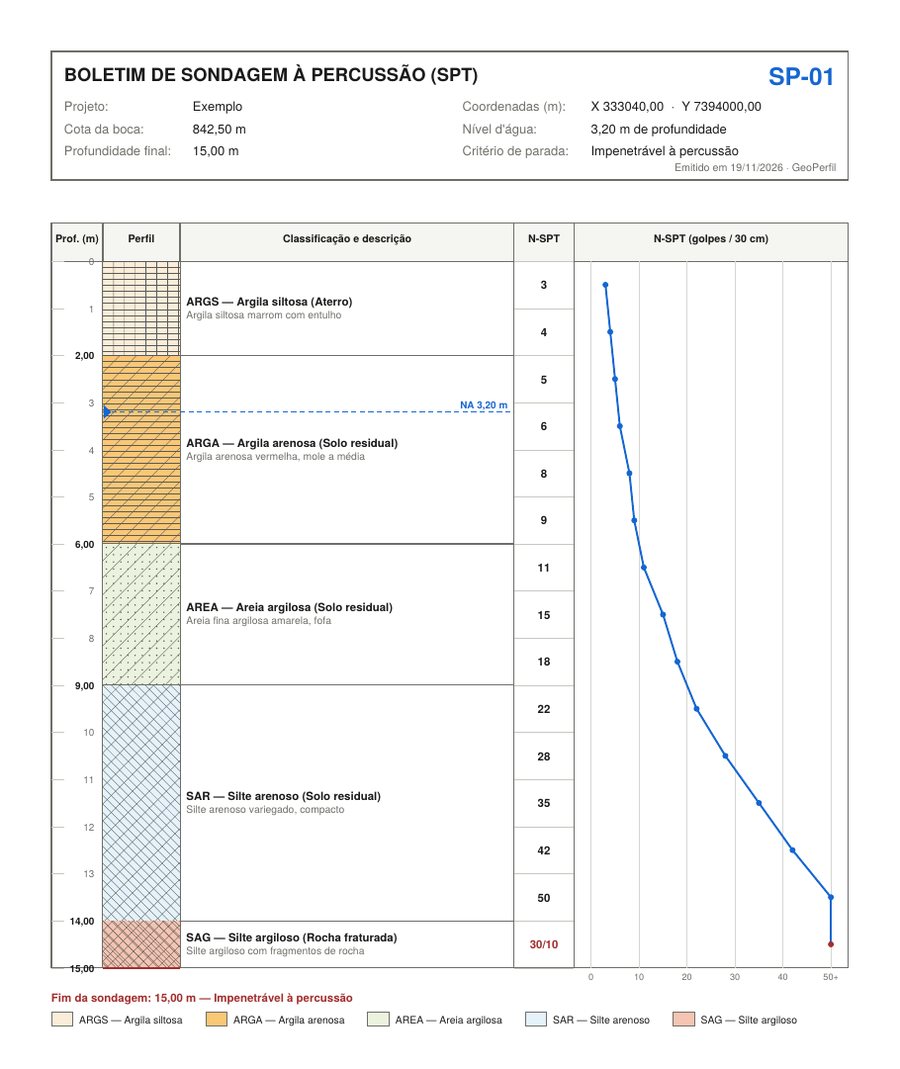 BOLETIM DE SONDAGEM À PERCUSSÃO (SPT) SP-01
Projeto: Exemplo Coordenadas (m): X 333040,00 · Y 7394000,00
Cota da boca: 842,50 m Nível d'água: 3,20 m de profundidade
Profundidade final: 15,00 m Critério de parada: Impenetrável à percussão
Emitido em 19/11/2026 · GeoPerfil
Prof. (m) Perfil Classificação e descrição N-SPT N-SPT (golpes / 30 cm)
0
3
ARGS — Argila siltosa (Aterro)
1
Argila siltosa marrom com entulho
4
2,00
5
3
NA 3,20 m
6
ARGA — Argila arenosa (Solo residual)
4
Argila arenosa vermelha, mole a média
8
5
9
6,00
11
7
AREA — Areia argilosa (Solo residual)
15
Areia fina argilosa amarela, fofa
8
18
9,00
22
10
28
11
SAR — Silte arenoso (Solo residual)
35
Silte arenoso variegado, compacto
12
42
13
50
14,00
SAG — Silte argiloso (Rocha fraturada)
30/10
Silte argiloso com fragmentos de rocha
15,00
0 10 20 30 40 50+
Fim da sondagem: 15,00 m — Impenetrável à percussão
ARGS — Argila siltosa ARGA — Argila arenosa AREA — Areia argilosa SAR — Silte arenoso SAG — Silte argiloso